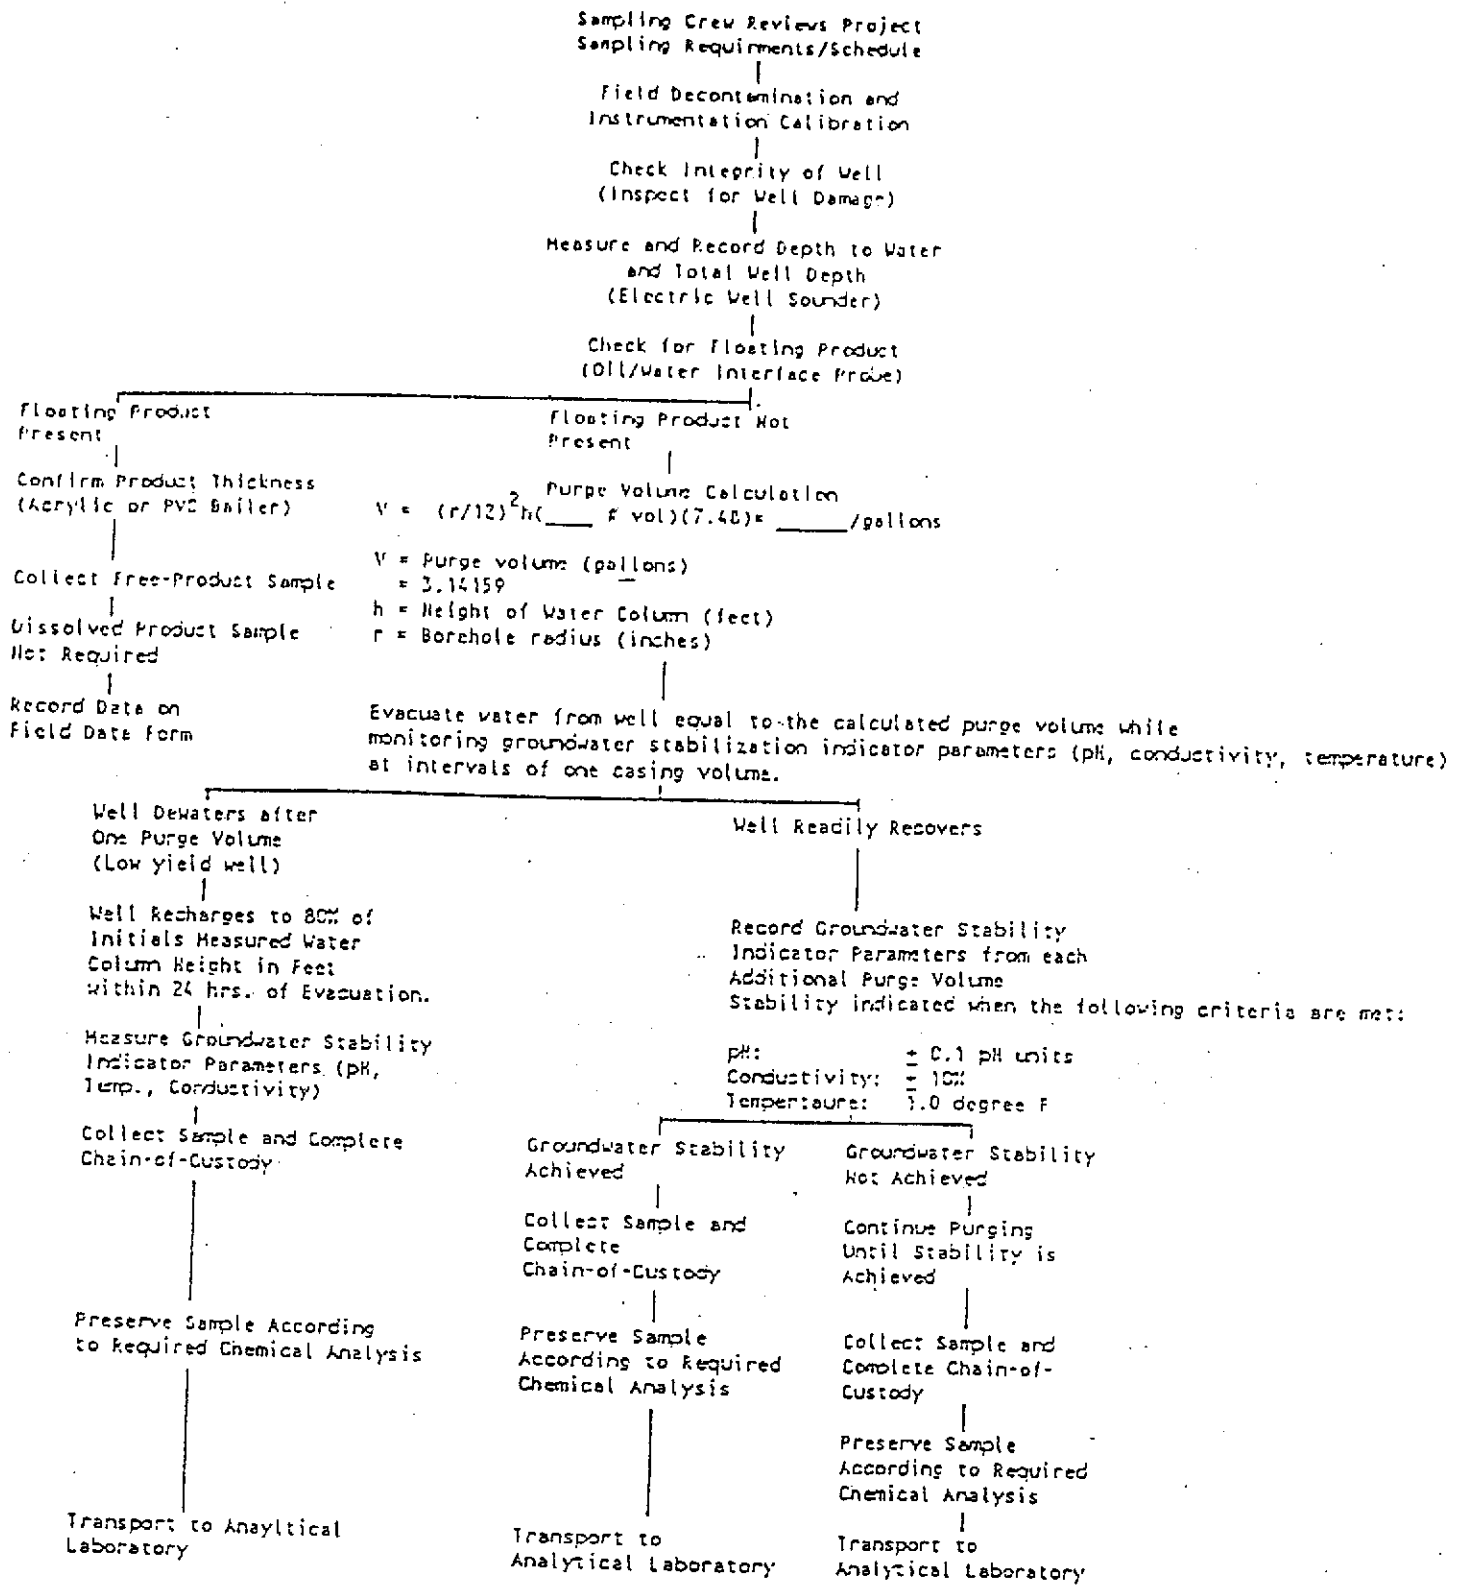 Sampling Crew Reviews Project
Sampling Requirments/Schedule
Field Decontamination and
Instrumentation Calibration
Check Integrity of Well
(Inspect for Well Damage)
Measure and Record Depth to Water
and Total Well Depth
(Electric Well Sounder)
Check for Floating Product
(Oil/Water Interface Probe)
Floating Product
Present
Confirm Product Thickness
(Acrylic or PVC Bailer)
Collect Free-Product Sample
Dissolved Product Sample
Not Required
Record Data on
Field Data Form
Floating Product Not
Present
Purge Volume Calculation
V = (r/12)²h(____ # vol)(7.48)= ______/gallons
V = Purge volume (gallons)
= 3.14159
h = Height of Water Column (feet)
r = Borehole radius (inches)
Evacuate water from well equal to the calculated purge volume while
monitoring groundwater stabilization indicator parameters (pH, conductivity, temperature)
at intervals of one casing volume.
Well Dewaters after
One Purge Volume
(Low yield well)
Well Recharges to 80% of
Initials Measured Water
Column Height in Feet
within 24 hrs. of Evacuation.
Measure Groundwater Stability
Indicator Parameters (pH,
Temp., Conductivity)
Collect Sample and Complete
Chain-of-Custody
Preserve Sample According
to Required Chemical Analysis
Transport to Anayltical
Laboratory
Well Readily Recovers
Record Groundwater Stability
Indicator Parameters from each
Additional Purge Volume
Stability indicated when the following criteria are met:
pH: ± 0.1 pH units
Conductivity: ± 10%
Tempertaure: 1.0 degree F
Groundwater Stability
Achieved
Collect Sample and
Complete
Chain-of-Custody
Preserve Sample
According to Required
Chemical Analysis
Transport to
Analytical Laboratory
Groundwater Stability
Not Achieved
Continue Purging
Until Stability is
Achieved
Collect Sample and
Complete Chain-of-
Custody
Preserve Sample
According to Required
Chemical Analysis
Transport to
Analytical Laboratory